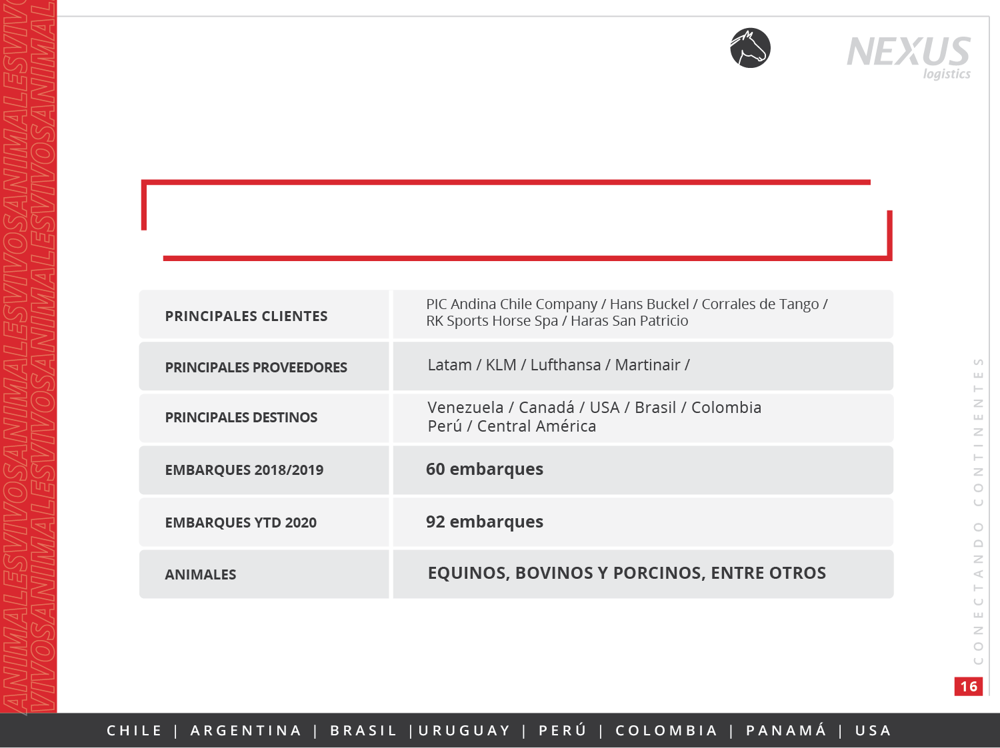 NEXUS
logistics
PRINCIPALES CLIENTES
PIC Andina Chile Company / Hans Buckel / Corrales de Tango /
RK Sports Horse Spa / Haras San Patricio
PRINCIPALES PROVEEDORES
Latam / KLM / Lufthansa / Martinair /
PRINCIPALES DESTINOS
Venezuela / Canadá / USA / Brasil / Colombia
Perú / Central América
EMBARQUES 2018/2019
60 embarques
EMBARQUES YTD 2020
92 embarques
ANIMALES
EQUINOS, BOVINOS Y PORCINOS, ENTRE OTROS
ANIMALESVIVOSANIMALESVIVOSANIMALESVIVO
VIVOSANIMALESVIVOSANIMALESVIVOSANIMAL
CONECTANDO CONTINENTES
16
CHILE | ARGENTINA | BRASIL |URUGUAY | PERÚ | COLOMBIA | PANAMÁ | USA